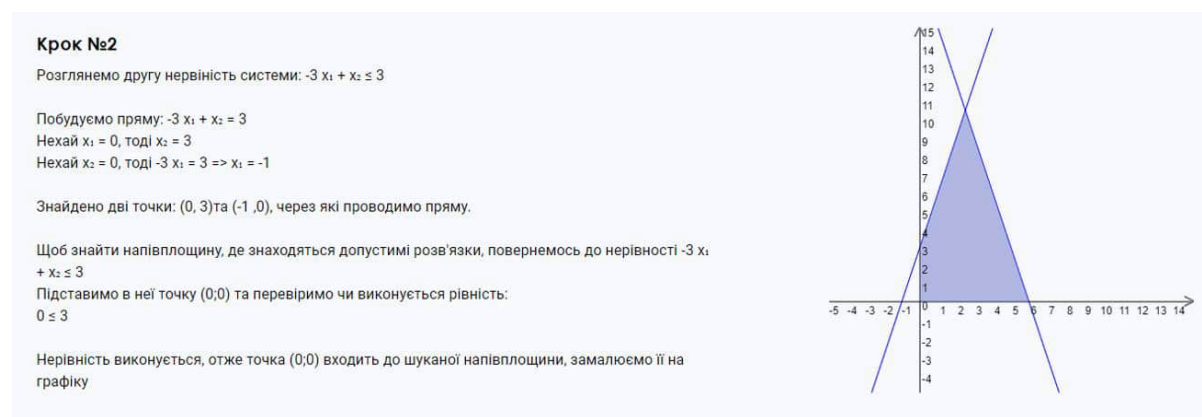 Крок №2
Розглянемо другу нервіність системи: -3 x₁ + x₂ ≤ 3
Побудуємо пряму: -3 x₁ + x₂ = 3
Нехай x₁ = 0, тоді x₂ = 3
Нехай x₂ = 0, тоді -3 x₁ = 3 => x₁ = -1
Знайдено дві точки: (0, 3)та (-1 ,0), через які проводимо пряму.
Щоб знайти напівплощину, де знаходяться допустимі розв'язки, повернемось до нерівності -3 x₁
+ x₂ ≤ 3
Підставимо в неї точку (0;0) та перевіримо чи виконується рівність:
0 ≤ 3
Нерівність виконується, отже точка (0;0) входить до шуканої напівплощини, замалюємо її на
графіку
15
14
13
12
11
10
9
8
7
6
5
4
3
2
1
-5 -4 -3 -2 -1 0 1 2 3 4 5 6 7 8 9 10 11 12 13 14
-1
-2
-3
-4